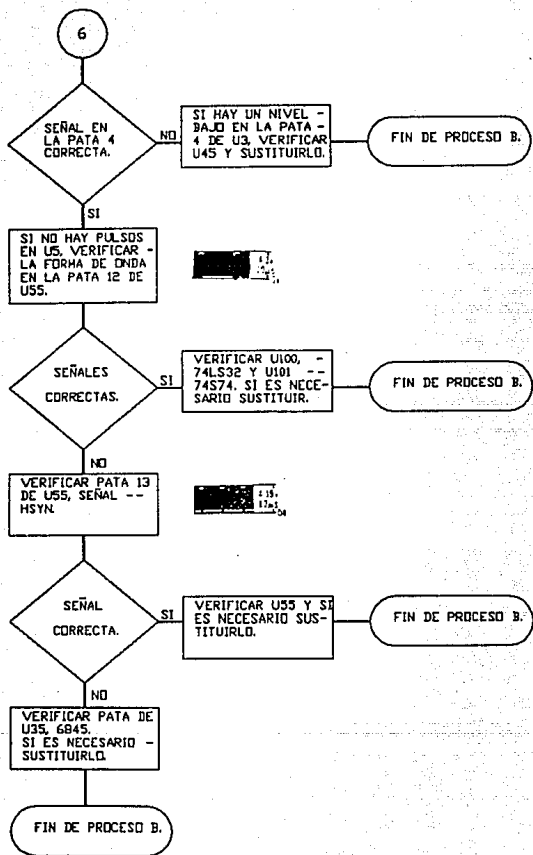 6
SEÑAL EN
LA PATA 4
CORRECTA.
NO
SI HAY UN NIVEL -
BAJO EN LA PATA -
4 DE U3, VERIFICAR
U45 Y SUSTITUIRLO.
FIN DE PROCESO B.
SI
SI NO HAY PULSOS
EN U5, VERIFICAR -
LA FORMA DE ONDA
EN LA PATA 12 DE
U55.
SEÑALES
CORRECTAS.
SI
VERIFICAR U100, -
74LS32 Y U101 --
74S74. SI ES NECE-
SARIO SUSTITUIR.
FIN DE PROCESO B.
NO
VERIFICAR PATA 13
DE U55, SEÑAL --
HSYN.
SEÑAL
CORRECTA.
SI
VERIFICAR U55 Y SI
ES NECESARIO SUS-
TITUIRLO.
FIN DE PROCESO B.
NO
VERIFICAR PATA DE
U35, 6845.
SI ES NECESARIO -
SUSTITUIRLO.
FIN DE PROCESO B.